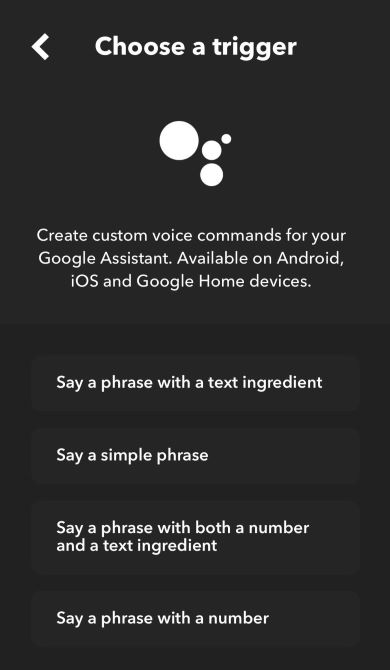 Choose a trigger
Create custom voice commands for your
Google Assistant. Available on Android,
iOS and Google Home devices.
Say a phrase with a text ingredient
Say a simple phrase
Say a phrase with both a number
and a text ingredient
Say a phrase with a number